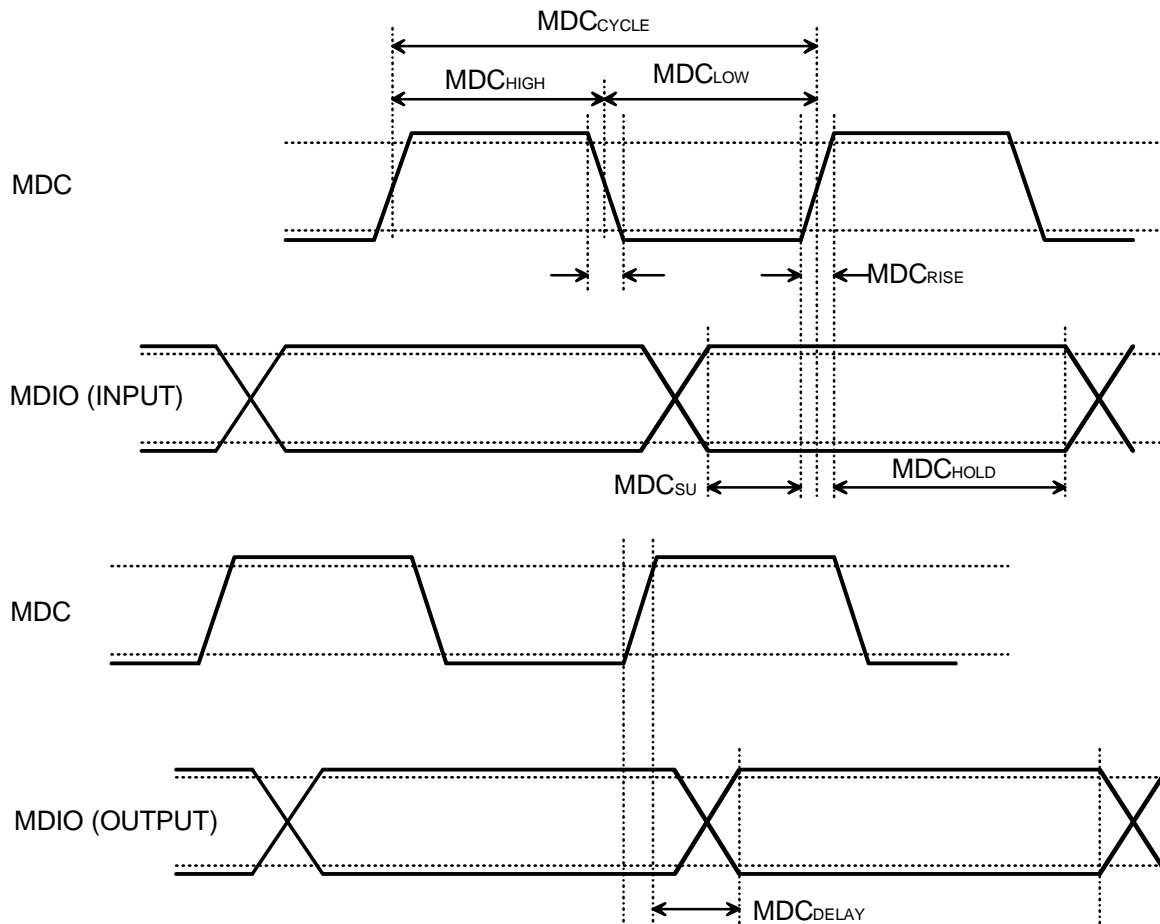 MDCCYCLE
MDCHIGH
MDCLOW
MDC
MDCRISE
MDIO (INPUT)
MDCSU
MDCHOLD
MDC
MDIO (OUTPUT)
MDCDELAY